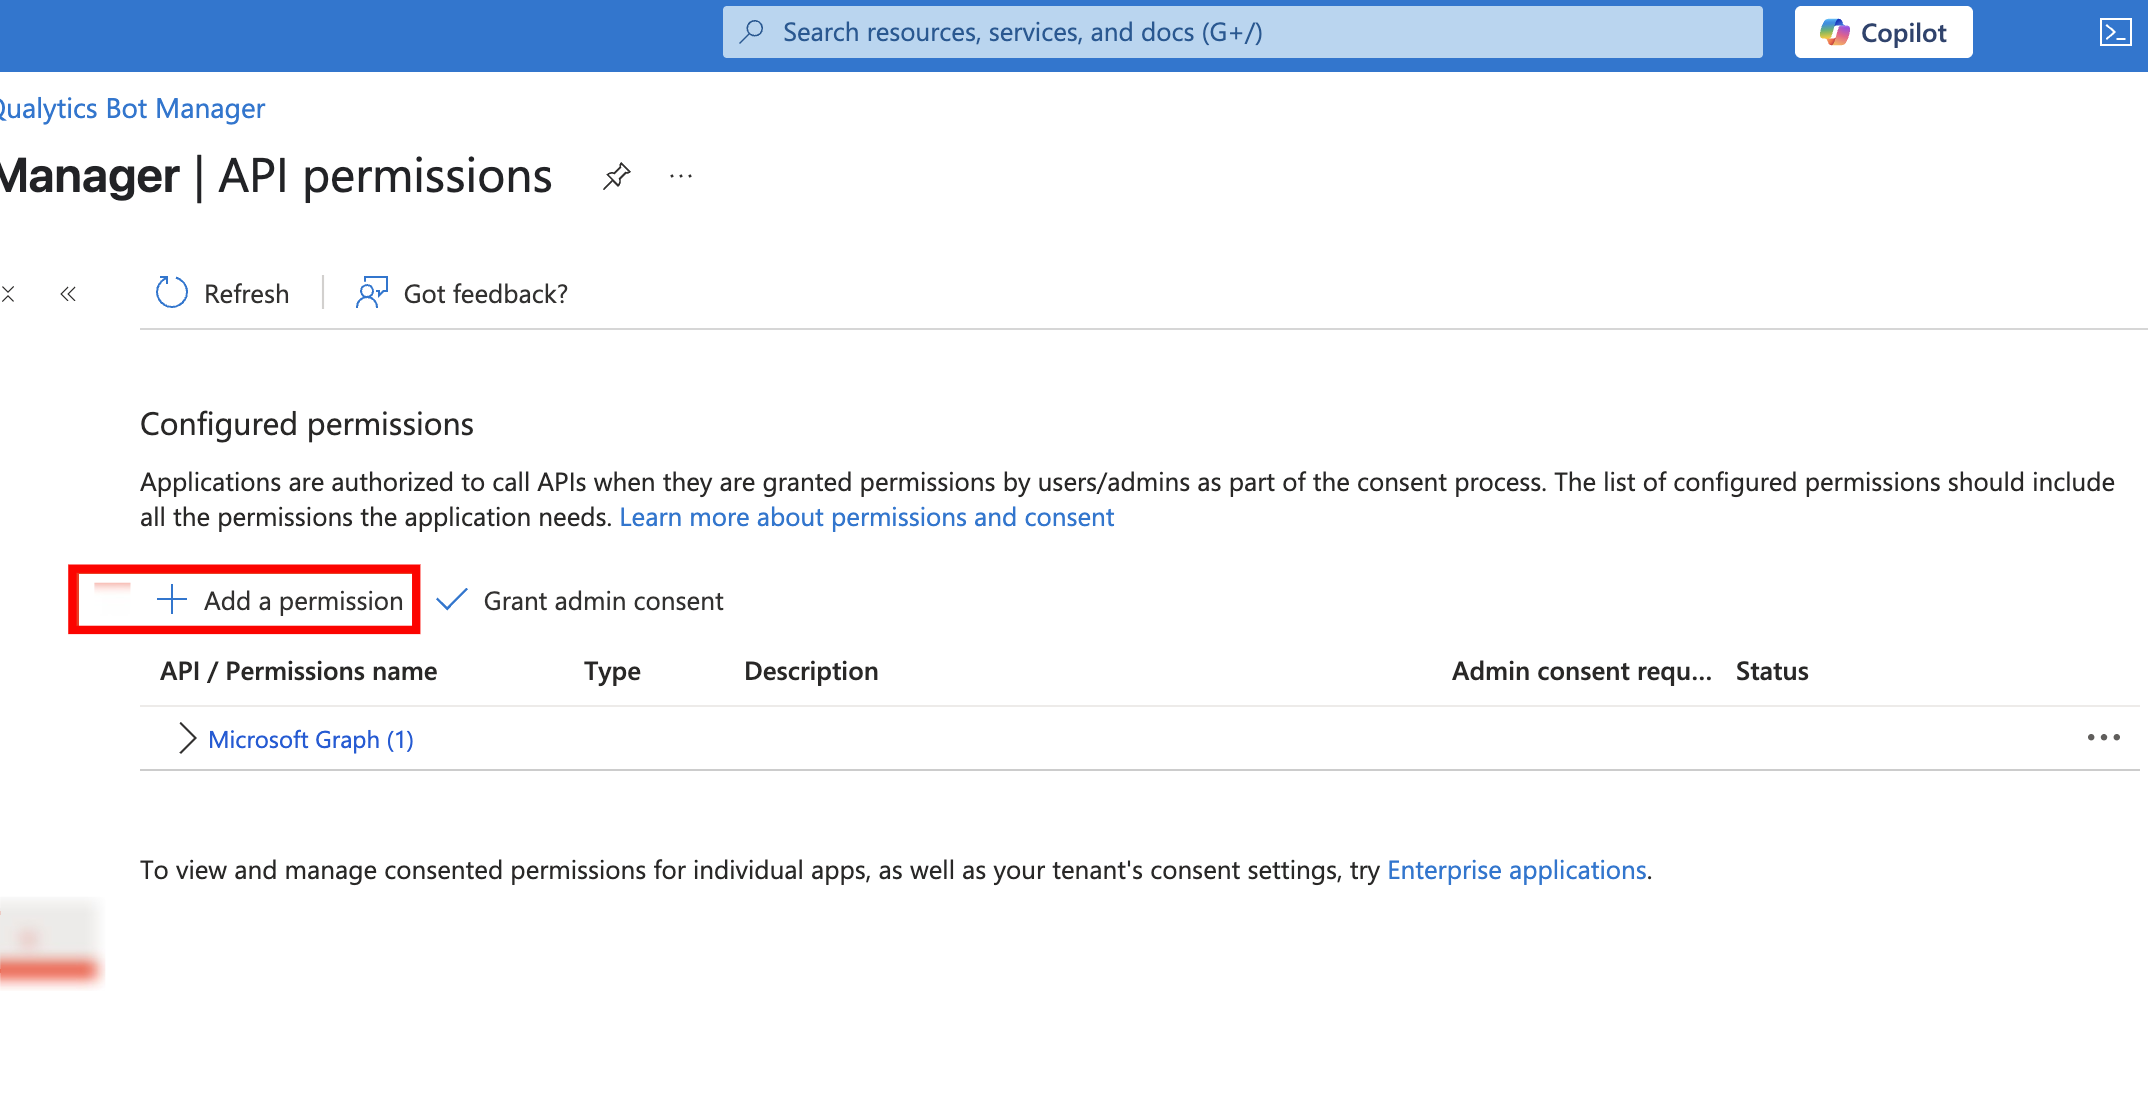 Search resources, services, and docs (G+/)
Copilot
Qualytics Bot Manager
Manager | API permissions
Refresh
Got feedback?
Configured permissions
Applications are authorized to call APIs when they are granted permissions by users/admins as part of the consent process. The list of configured permissions should include
all the permissions the application needs. Learn more about permissions and consent
Add a permission
Grant admin consent
API / Permissions name
Type
Description
Admin consent requ...
Status
Microsoft Graph (1)
To view and manage consented permissions for individual apps, as well as your tenant's consent settings, try Enterprise applications.